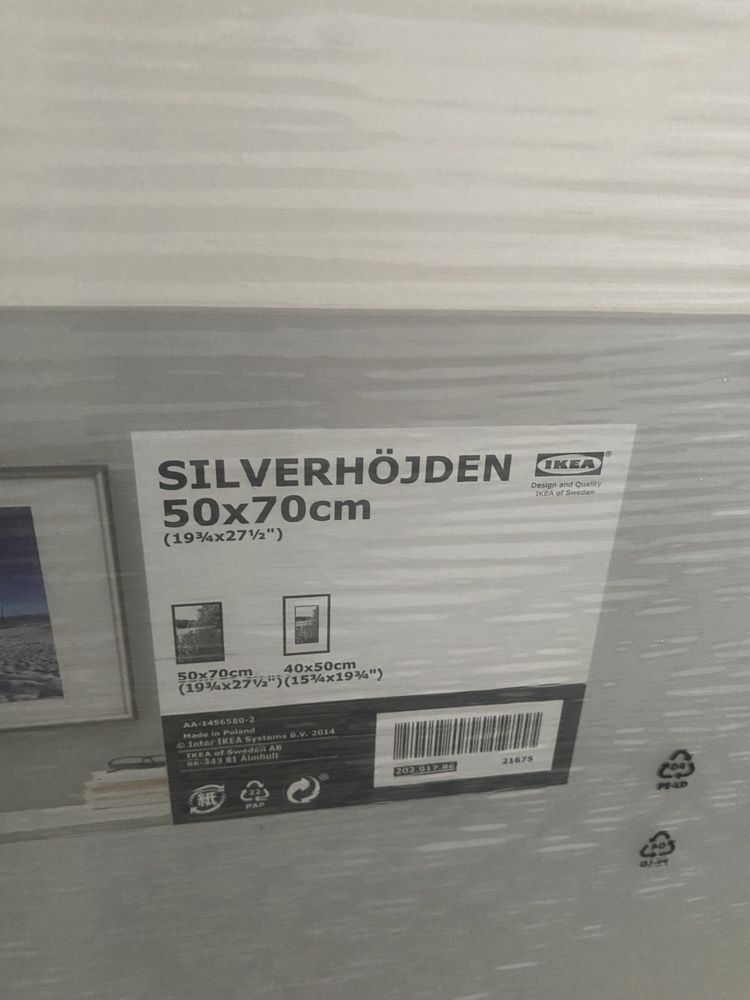 SILVERHÖJDEN
50x70cm
(19¾x27½")
IKEA®
Design and Quality
IKEA of Sweden
50x70cm
(19¾x27½")
40x50cm
(15¾x19¾")
AA-1456580-2
Made in Poland
© Inter IKEA Systems B.V. 2014
IKEA of Sweden AB
SE-343 81 Älmhult
202.017.86
21675
紙
22
PAP
®
04
PE-LD